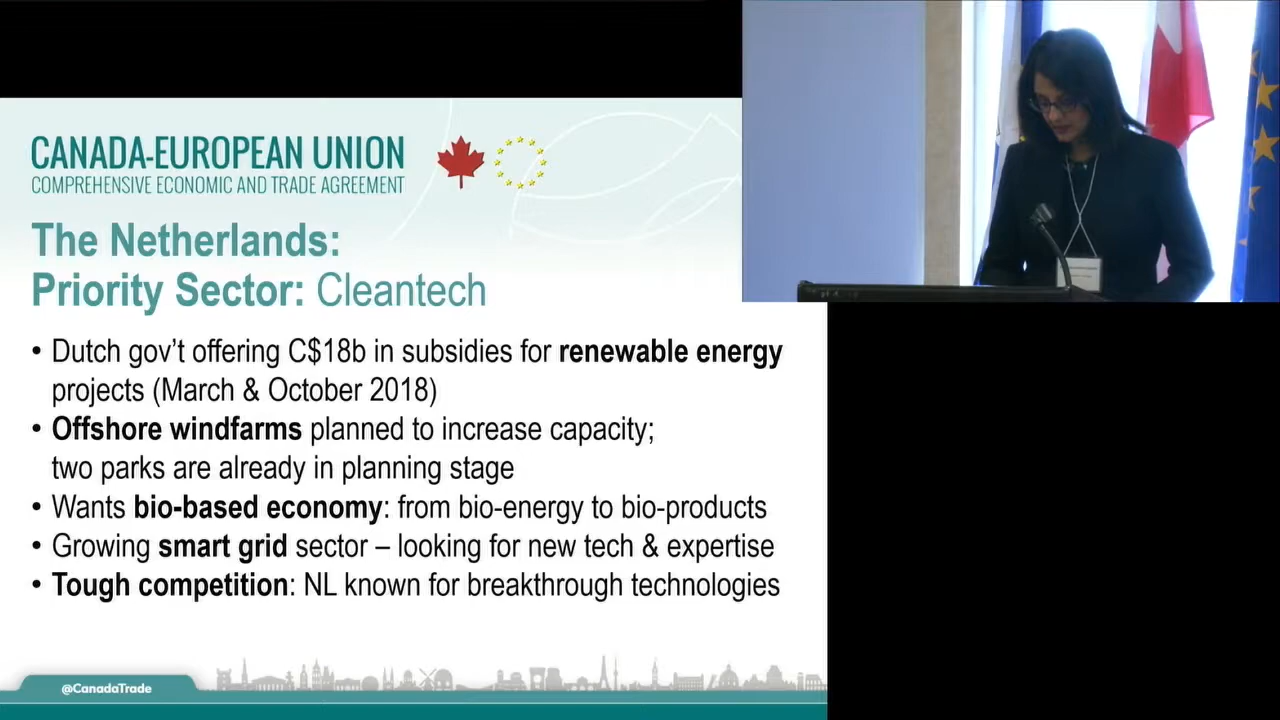 CANADA-EUROPEAN UNION
COMPREHENSIVE ECONOMIC AND TRADE AGREEMENT
The Netherlands:
Priority Sector: Cleantech
• Dutch gov't offering C$18b in subsidies for renewable energy
projects (March & October 2018)
• Offshore windfarms planned to increase capacity;
two parks are already in planning stage
• Wants bio-based economy: from bio-energy to bio-products
• Growing smart grid sector – looking for new tech & expertise
• Tough competition: NL known for breakthrough technologies
@CanadaTrade